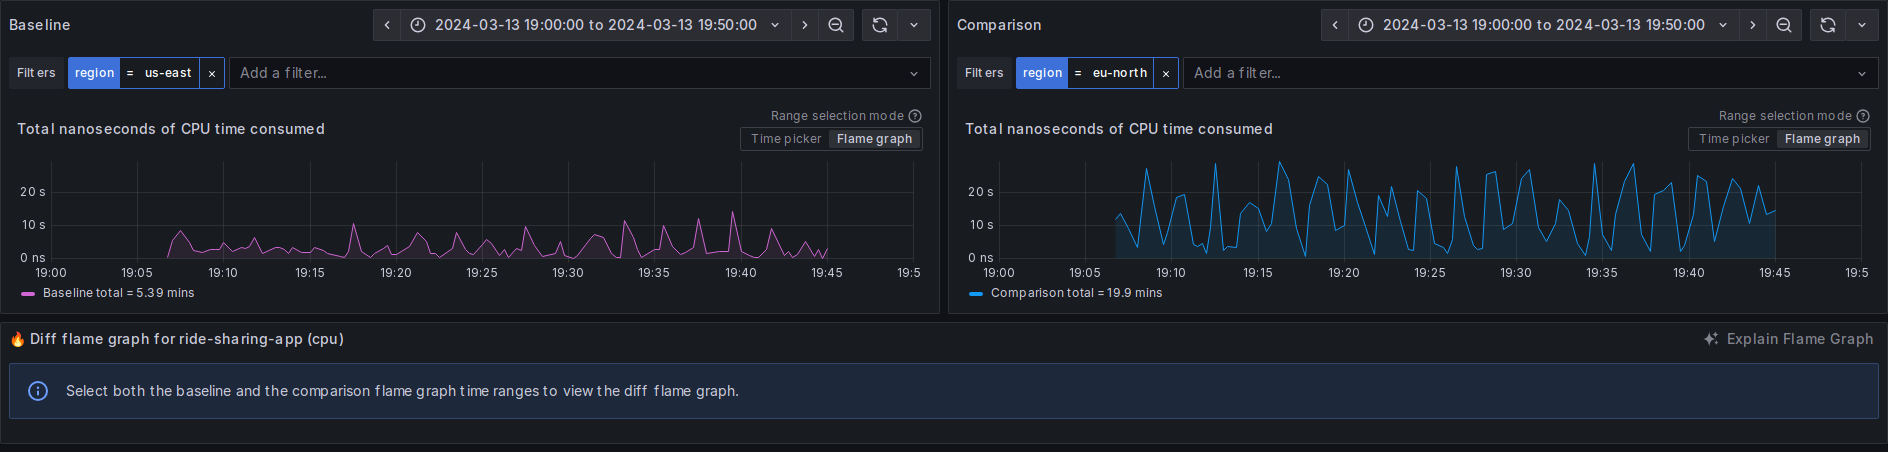 Baseline
2024-03-13 19:00:00 to 2024-03-13 19:50:00
Filters region = us-east × Add a filter...
Range selection mode
Total nanoseconds of CPU time consumed
Time picker Flame graph
20 s
10 s
0 ns
19:00 19:05 19:10 19:15 19:20 19:25 19:30 19:35 19:40 19:45 19:5
Baseline total = 5.39 mins
Comparison
2024-03-13 19:00:00 to 2024-03-13 19:50:00
Filters region = eu-north × Add a filter...
Range selection mode
Total nanoseconds of CPU time consumed
Time picker Flame graph
20 s
10 s
0 ns
19:00 19:05 19:10 19:15 19:20 19:25 19:30 19:35 19:40 19:45 19:5
Comparison total = 19.9 mins
🔥 Diff flame graph for ride-sharing-app (cpu)
Explain Flame Graph
Select both the baseline and the comparison flame graph time ranges to view the diff flame graph.